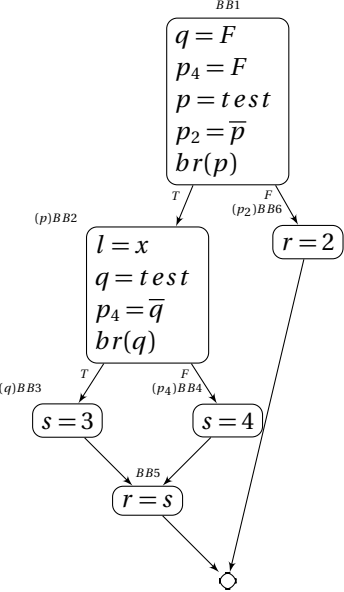 BB1
q = F
p₄ = F
p = test
p₂ = p̅
br(p)
T
F
(p)BB2
(p₂)BB6
l = x
q = test
p₄ = q̅
br(q)
r = 2
T
F
(q)BB3
(p₄)BB4
s = 3
s = 4
BB5
r = s